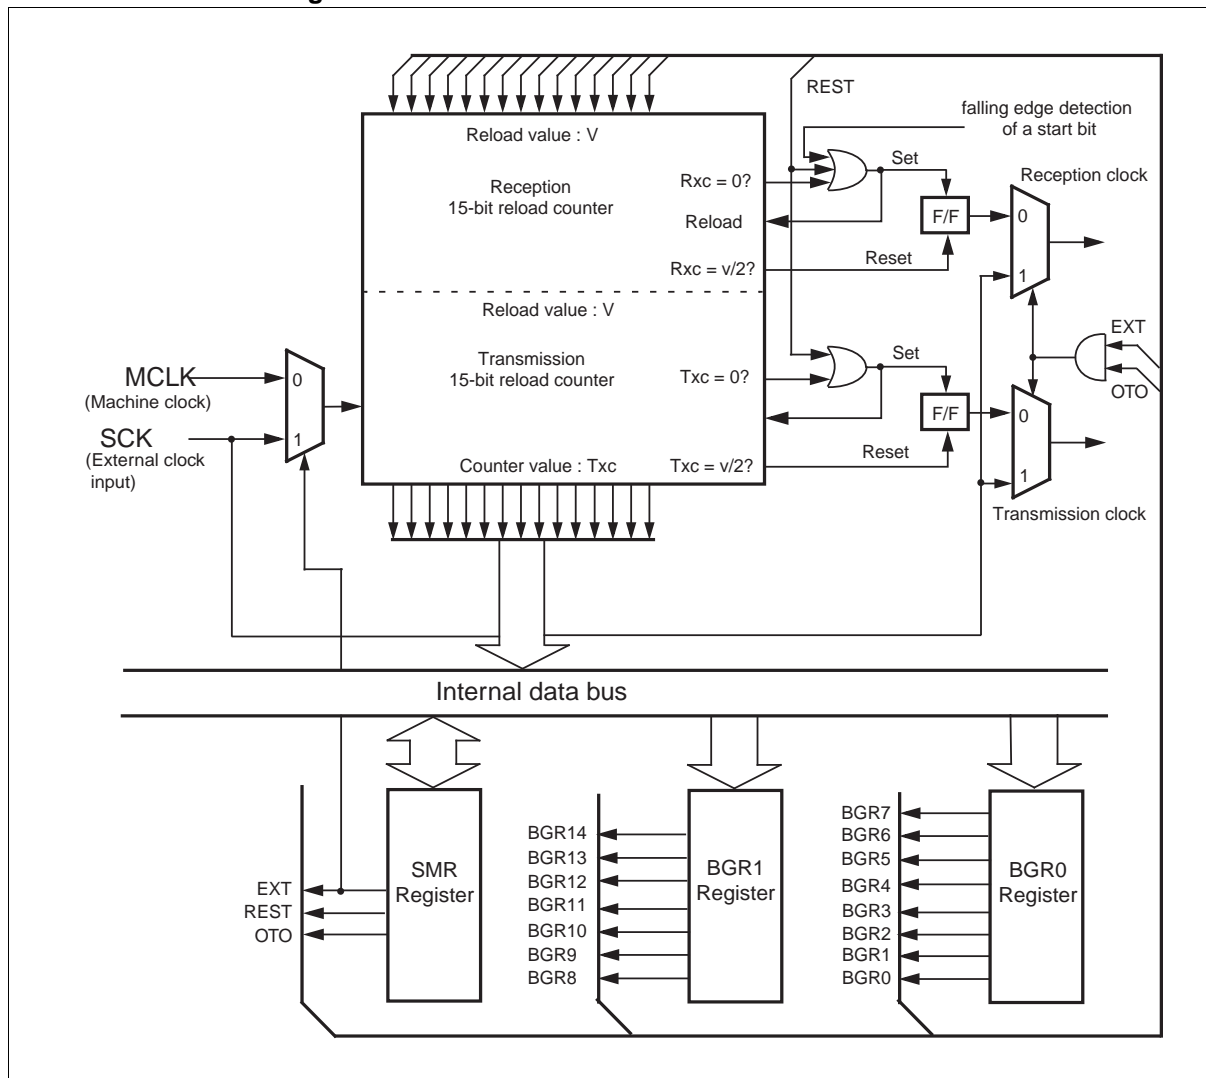 REST
falling edge detection
of a start bit
Reload value : V
Reception
15-bit reload counter
Rxc = 0?
Set
Reception clock
F/F
0
Reload
Rxc = v/2?
Reset
1
Reload value : V
Transmission
15-bit reload counter
Txc = 0?
Set
EXT
OTO
MCLK
(Machine clock)
0
SCK
(External clock
input)
1
F/F
0
Counter value : Txc
Txc = v/2?
Reset
1
Transmission clock
Internal data bus
SMR
Register
EXT
REST
OTO
BGR14
BGR13
BGR12
BGR11
BGR10
BGR9
BGR8
BGR1
Register
BGR7
BGR6
BGR5
BGR4
BGR3
BGR2
BGR1
BGR0
BGR0
Register